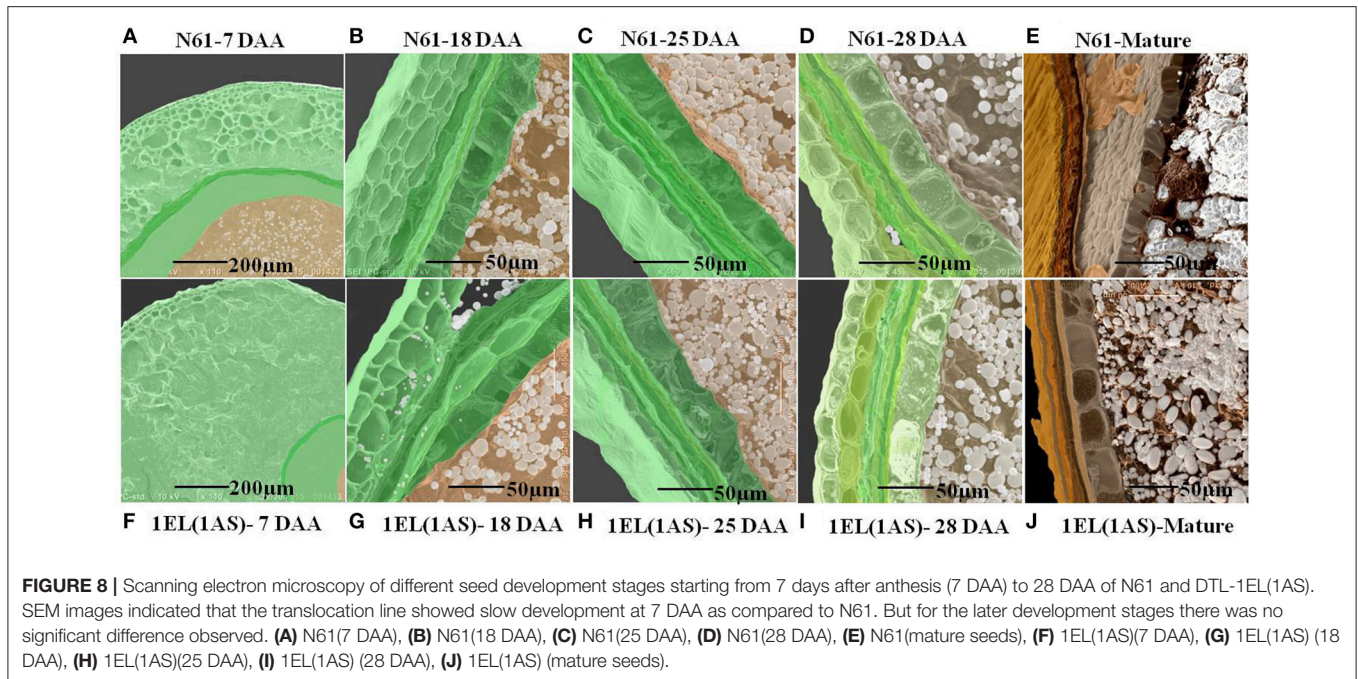 A B C D E
N61-7 DAA N61-18 DAA N61-25 DAA N61-28 DAA N61-Mature
200μm 50μm 50μm 50μm 50μm
200μm 50μm 50μm 50μm 50μm
F 1EL(1AS)- 7 DAA G 1EL(1AS)- 18 DAA H 1EL(1AS)- 25 DAA I 1EL(1AS)- 28 DAA J 1EL(1AS)-Mature
FIGURE 8 | Scanning electron microscopy of different seed development stages starting from 7 days after anthesis (7 DAA) to 28 DAA of N61 and DTL-1EL(1AS).
SEM images indicated that the translocation line showed slow development at 7 DAA as compared to N61. But for the later development stages there was no
significant difference observed. (A) N61(7 DAA), (B) N61(18 DAA), (C) N61(25 DAA), (D) N61(28 DAA), (E) N61(mature seeds), (F) 1EL(1AS)(7 DAA), (G) 1EL(1AS) (18
DAA), (H) 1EL(1AS)(25 DAA), (I) 1EL(1AS) (28 DAA), (J) 1EL(1AS) (mature seeds).